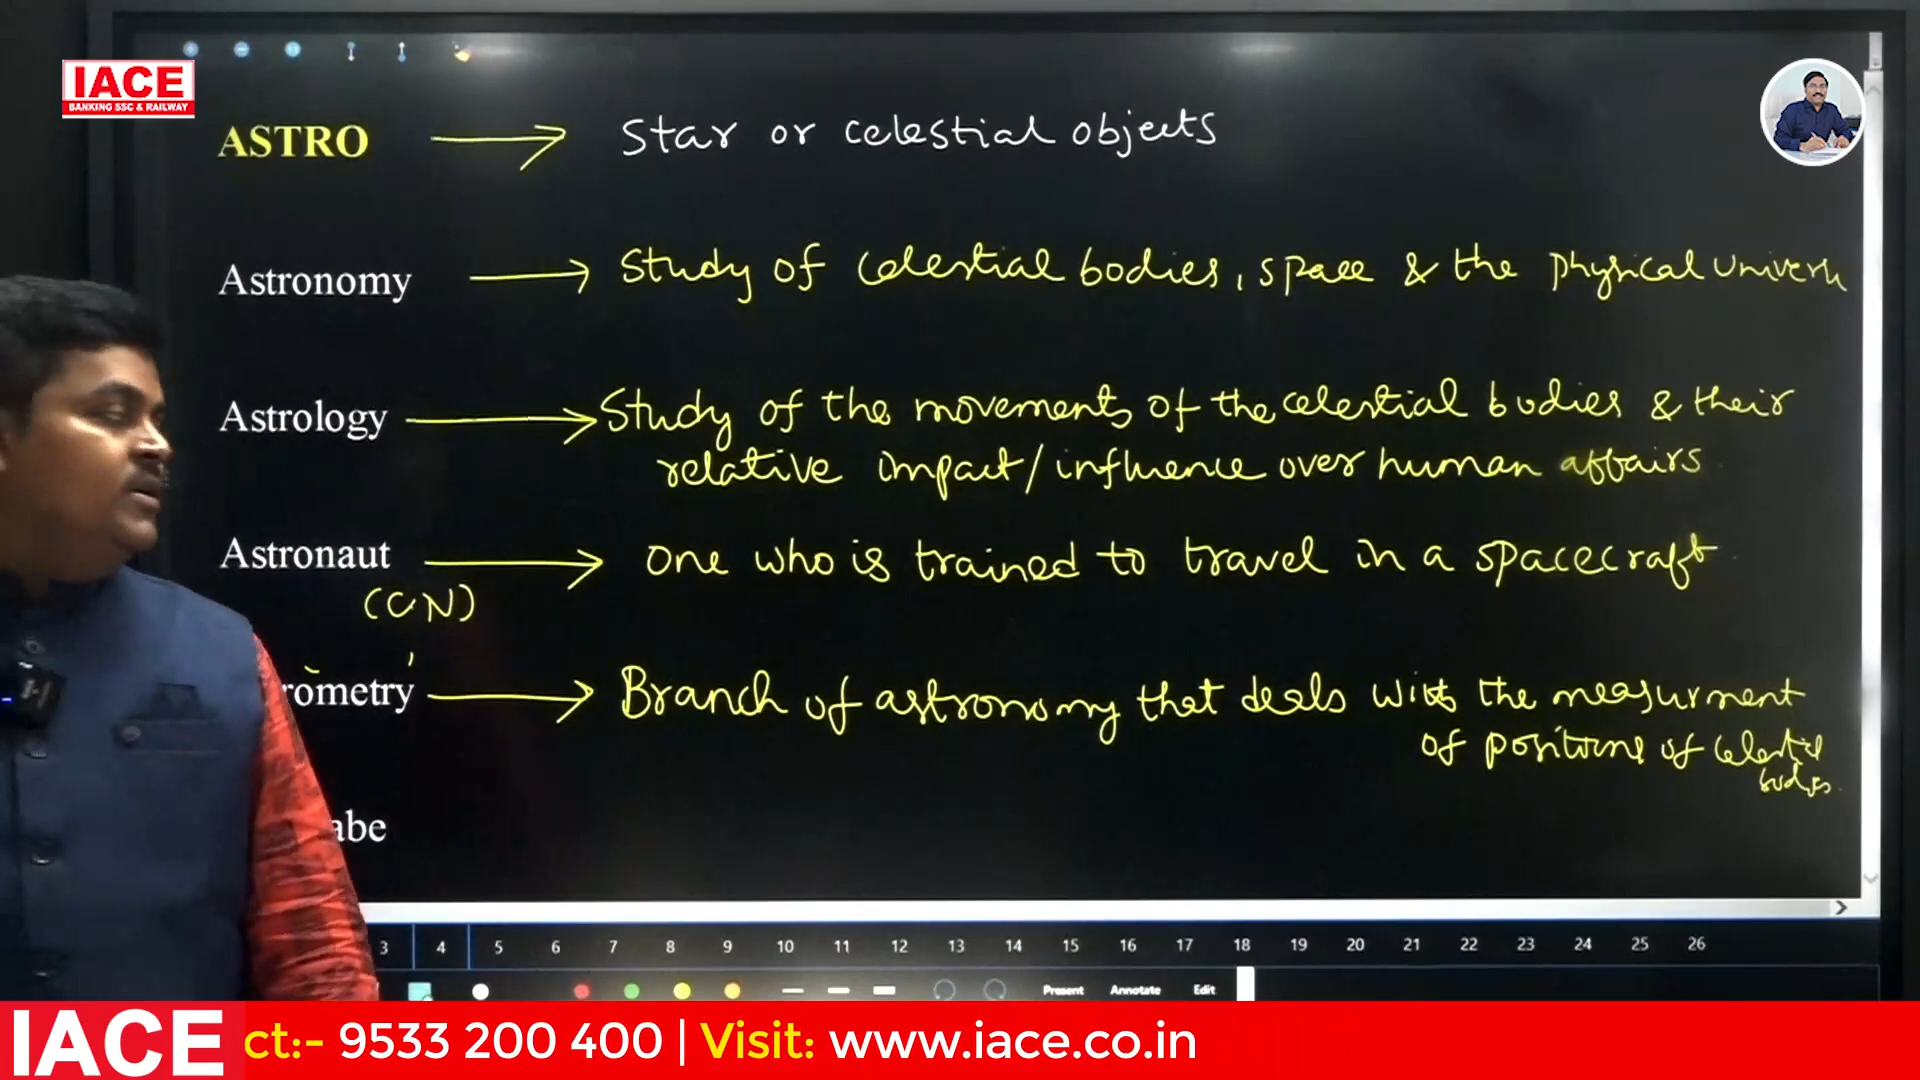 IACE
BANKING SSC & RAILWAY
ASTRO → Star or celestial objects
Astronomy → Study of celestial bodies, space & the physical univers
Astrology → Study of the movements of the celestial bodies & their
relative impact/influence over human affairs
Astronaut → One who is trained to travel in a spacecraft
(CN)
rometry → Branch of astronomy that deals with the measurment
of positions of celestial
bodies.
abe
3 4 5 6 7 8 9 10 11 12 13 14 15 16 17 18 19 20 21 22 23 24 25 26
Present Annotate Edit
IACE ct:- 9533 200 400 | Visit: www.iace.co.in